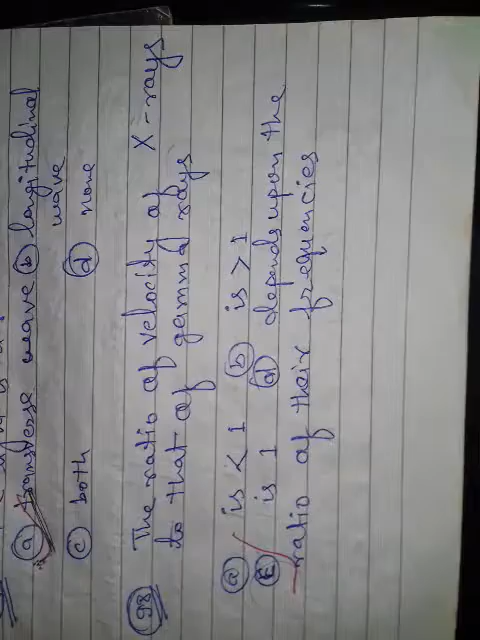 (a) transverse wave (b) longitudinal
wave
(c) both (d) none
(98) The ratio of velocity of X-rays
to that of gamma rays
(a) is < 1 (b) is > 1
(c) is 1 (d) depends upon the
ratio of their frequencies